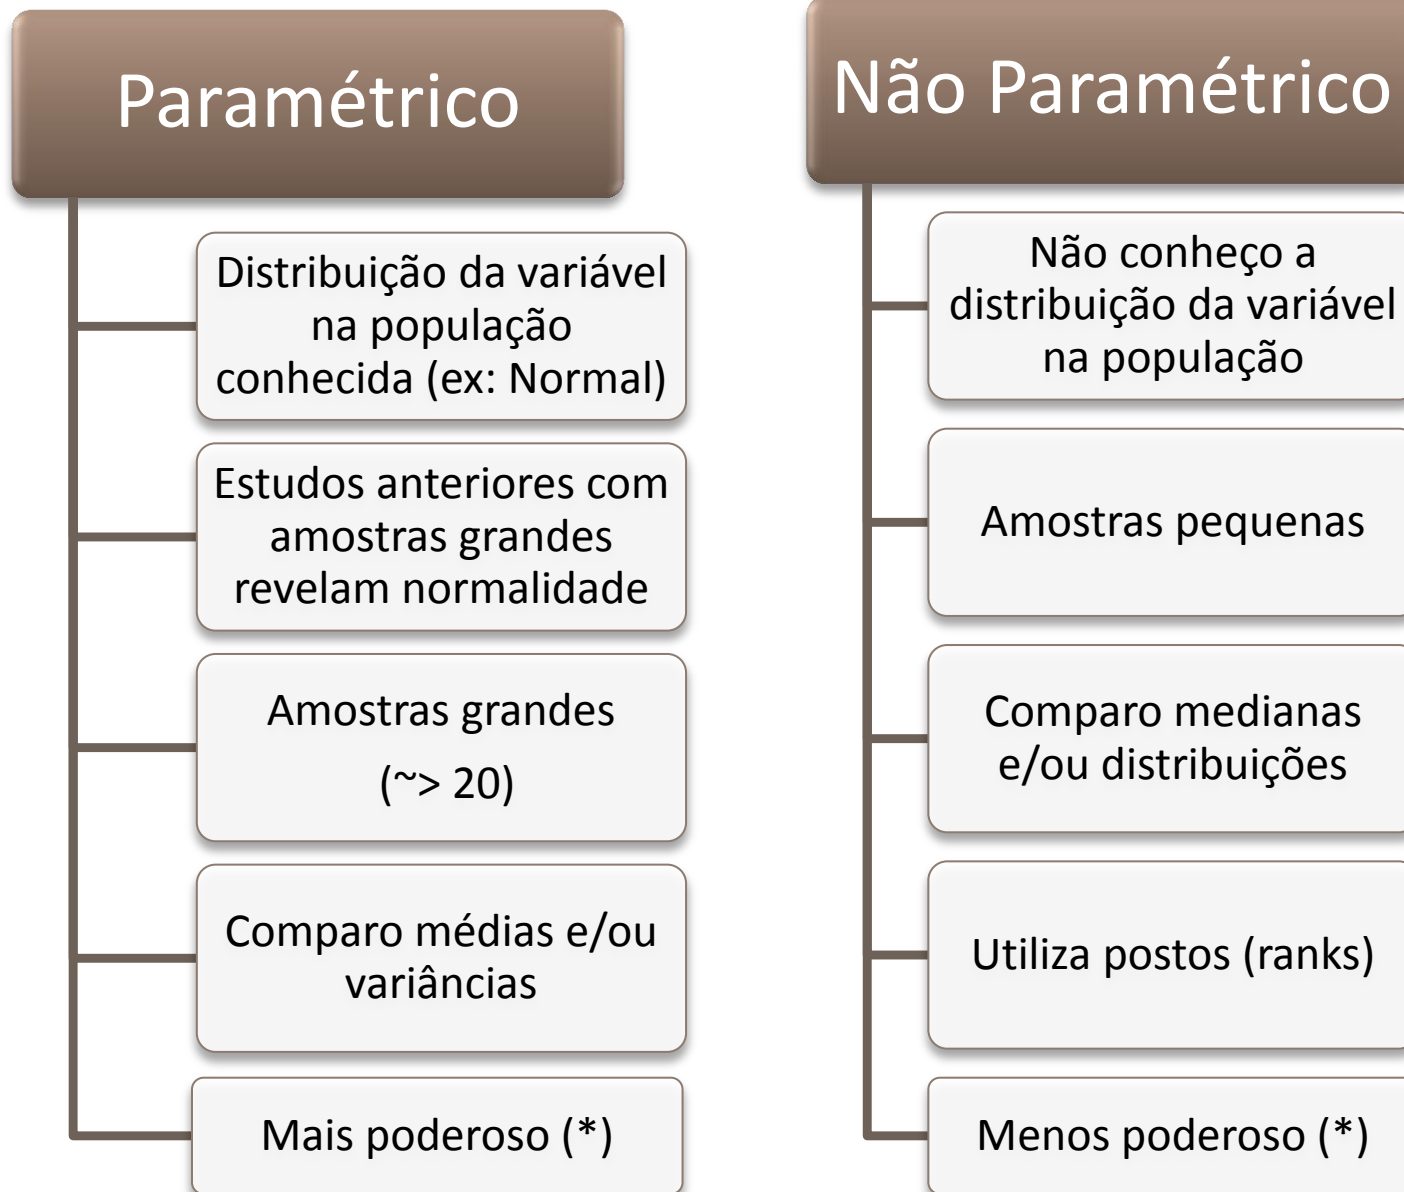 Paramétrico
Distribuição da variável
na população
conhecida (ex: Normal)
Estudos anteriores com
amostras grandes
revelam normalidade
Amostras grandes
(~> 20)
Comparo médias e/ou
variâncias
Mais poderoso (*)
Não Paramétrico
Não conheço a
distribuição da variável
na população
Amostras pequenas
Comparo medianas
e/ou distribuições
Utiliza postos (ranks)
Menos poderoso (*)